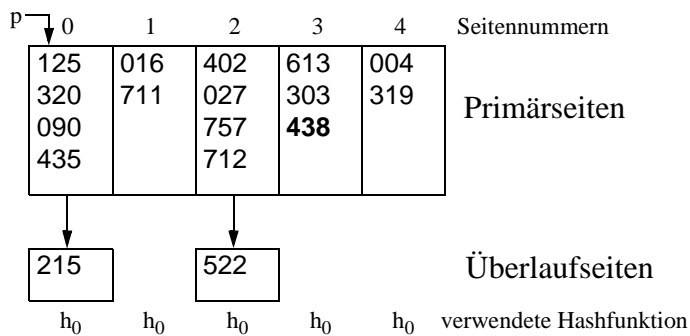 p
0 1 2 3 4 Seitennummern
125 016 402 613 004
320 711 027 303 319
090 757 438
435 712
Primärseiten
215 522
Überlaufseiten
h0 h0 h0 h0 h0 verwendete Hashfunktion